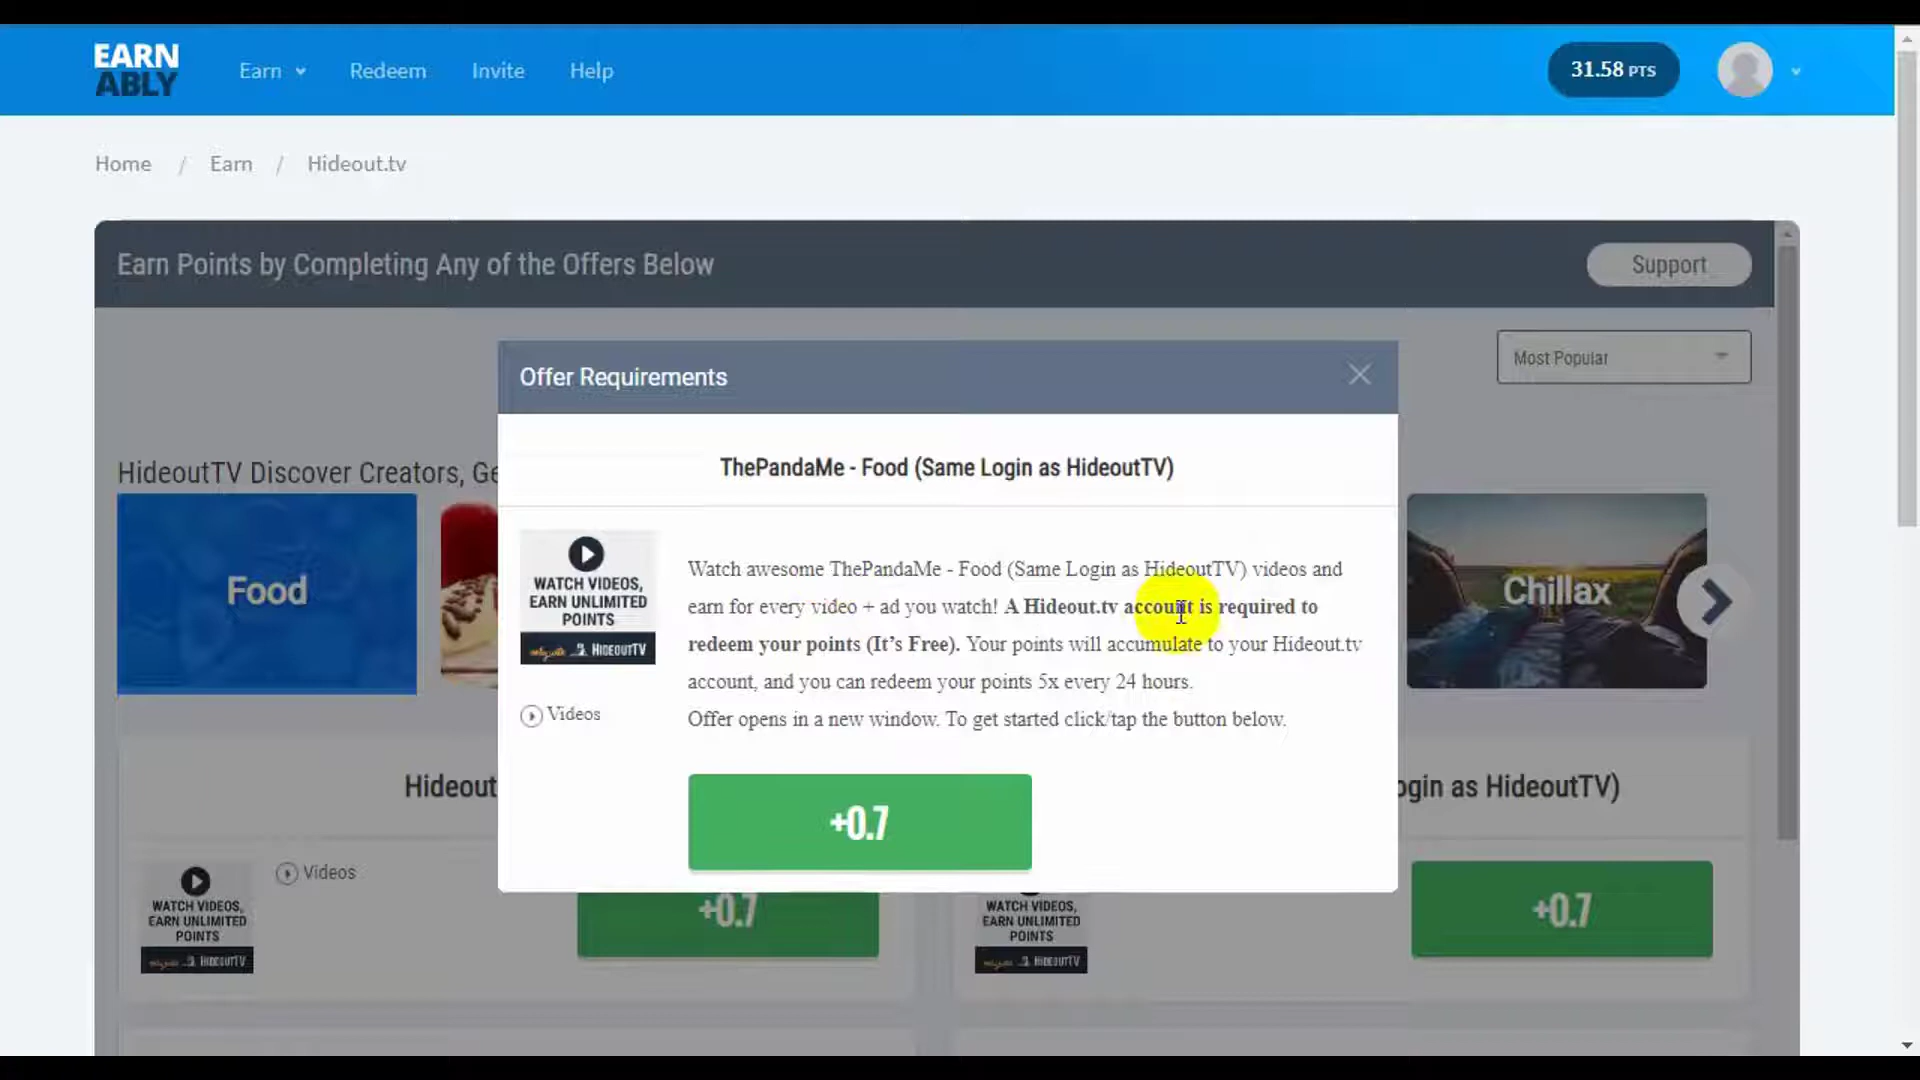 EARN
ABLY
Earn
Redeem
Invite
Help
31.58 PTS
Home / Earn / Hideout.tv
Earn Points by Completing Any of the Offers Below
Support
Most Popular
Offer Requirements
HideoutTV Discover Creators, Ge
ThePandaMe - Food (Same Login as HideoutTV)
Food
Chillax
WATCH VIDEOS,
EARN UNLIMITED
POINTS
HIDEOUTTV
Videos
Watch awesome ThePandaMe - Food (Same Login as HideoutTV) videos and
earn for every video + ad you watch! A Hideout.tv account is required to
redeem your points (It's Free). Your points will accumulate to your Hideout.tv
account, and you can redeem your points 5x every 24 hours.
Offer opens in a new window. To get started click/tap the button below.
+0.7
Hideout
ogin as HideoutTV)
Videos
WATCH VIDEOS,
EARN UNLIMITED
POINTS
HIDEOUTTV
+0.7
WATCH VIDEOS,
EARN UNLIMITED
POINTS
HIDEOUTTV
+0.7